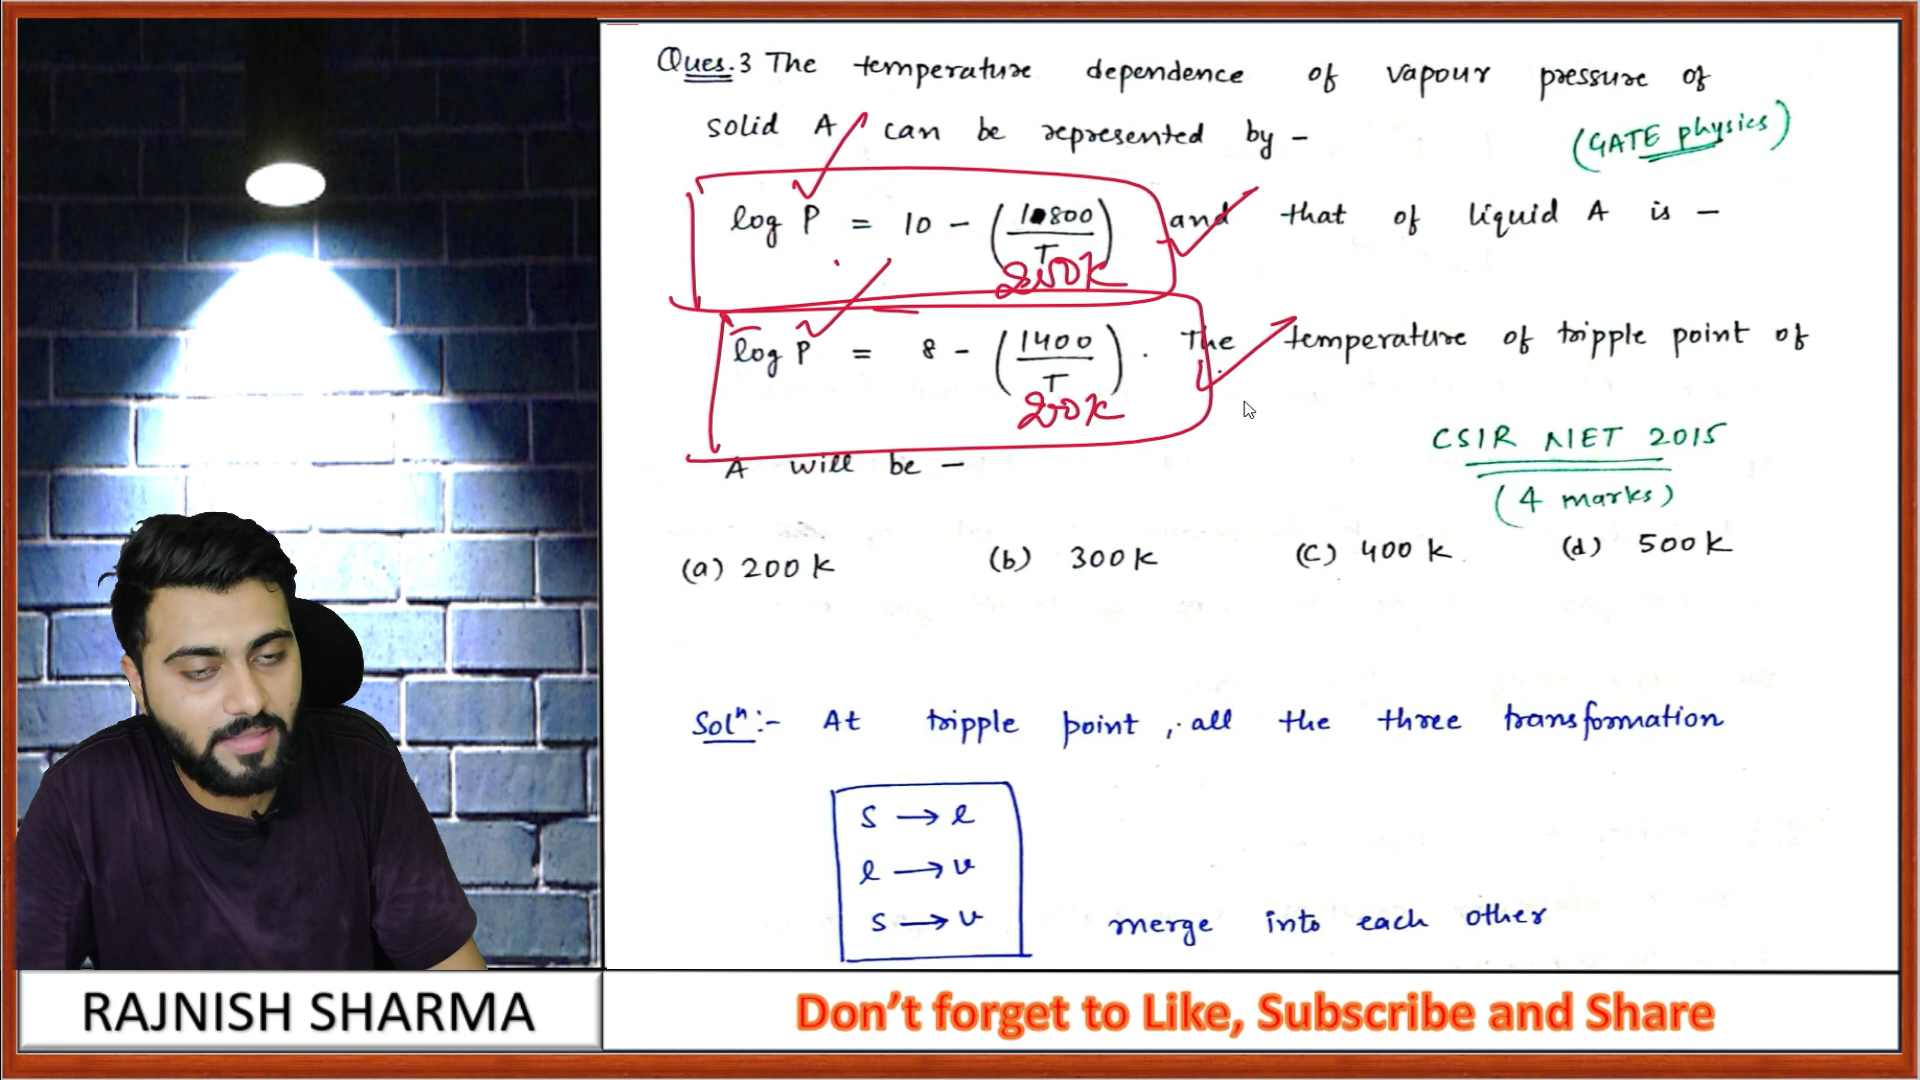 Ques.3 The temperature dependence of vapour pressure of
solid A can be represented by -
(GATE physics)
log P = 10 - (1800/T) and that of liquid A is -
200K
log P = 8 - (1400/T) . The temperature of tripple point of
200K
CSIR NET 2015
A will be -
(4 marks)
(a) 200 K (b) 300 K (C) 400 K (d) 500 K
Solⁿ:- At tripple point , all the three transformation
S → l
l → v
S → v merge into each other
RAJNISH SHARMA
Don't forget to Like, Subscribe and Share